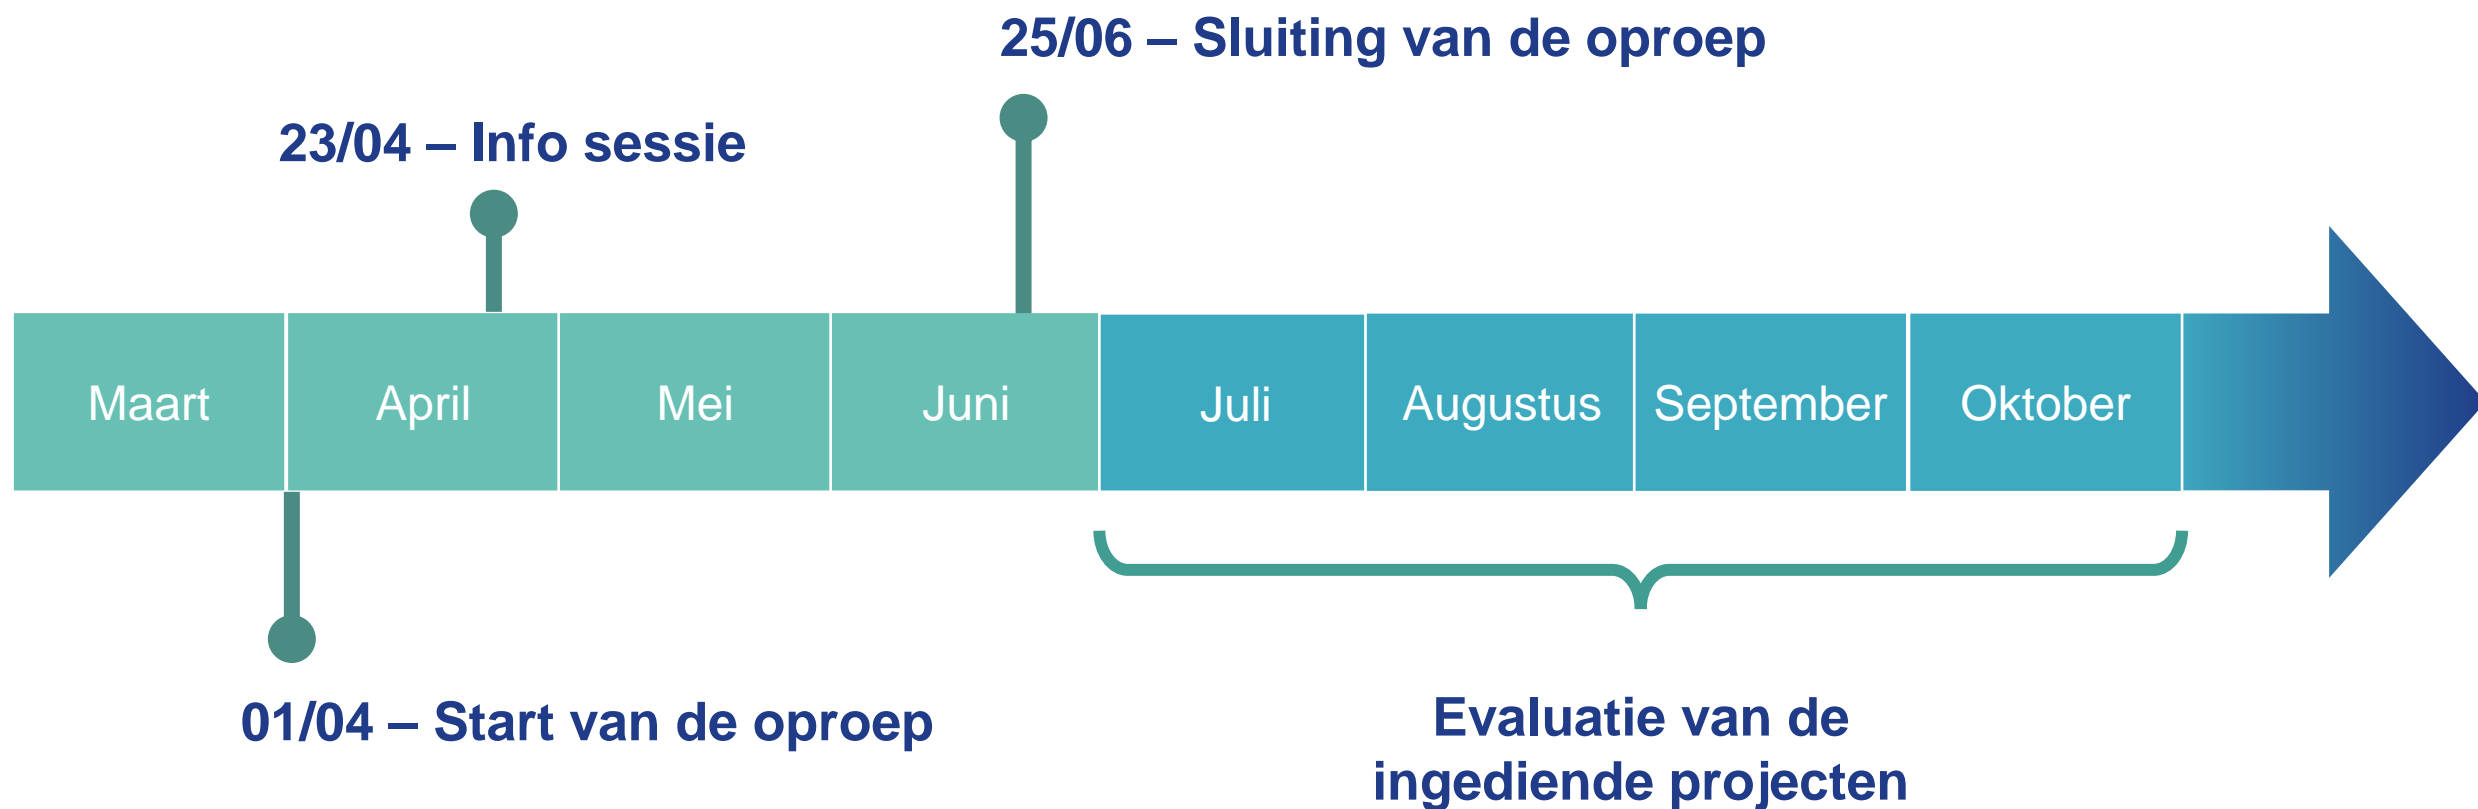 25/06 – Sluiting van de oproep
23/04 – Info sessie
Maart
April
Mei
Juni
Juli
Augustus
September
Oktober
01/04 – Start van de oproep
Evaluatie van de
ingediende projecten